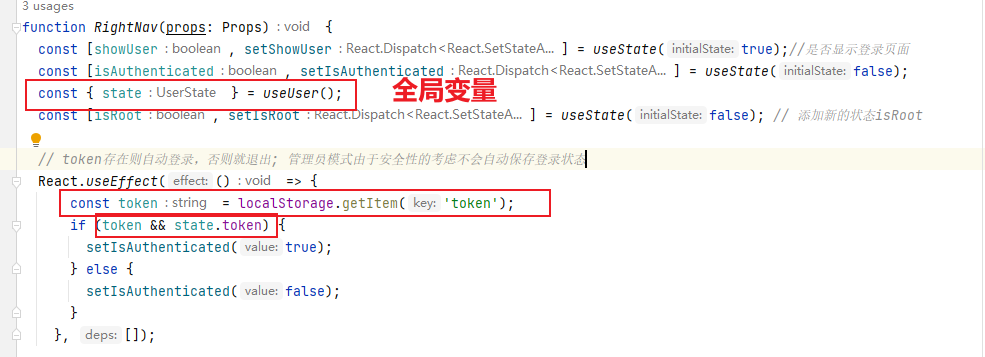 3 usages
function RightNav(props: Props) :void {
const [showUser :boolean , setShowUser :React.Dispatch<React.SetStateA... ] = useState( initialState: true);//是否显示登录页面
const [isAuthenticated :boolean , setIsAuthenticated :React.Dispatch<React.SetStateA... ] = useState( initialState: false);
const { state :UserState } = useUser(); 全局变量
const [isRoot :boolean , setIsRoot :React.Dispatch<React.SetStateA... ] = useState( initialState: false); // 添加新的状态isRoot
// token存在则自动登录，否则就退出; 管理员模式由于安全性的考虑不会自动保存登录状态
React.useEffect( effect: () :void => {
const token :string = localStorage.getItem( key: 'token');
if (token && state.token) {
setIsAuthenticated( value: true);
} else {
setIsAuthenticated( value: false);
}
}, deps: []);